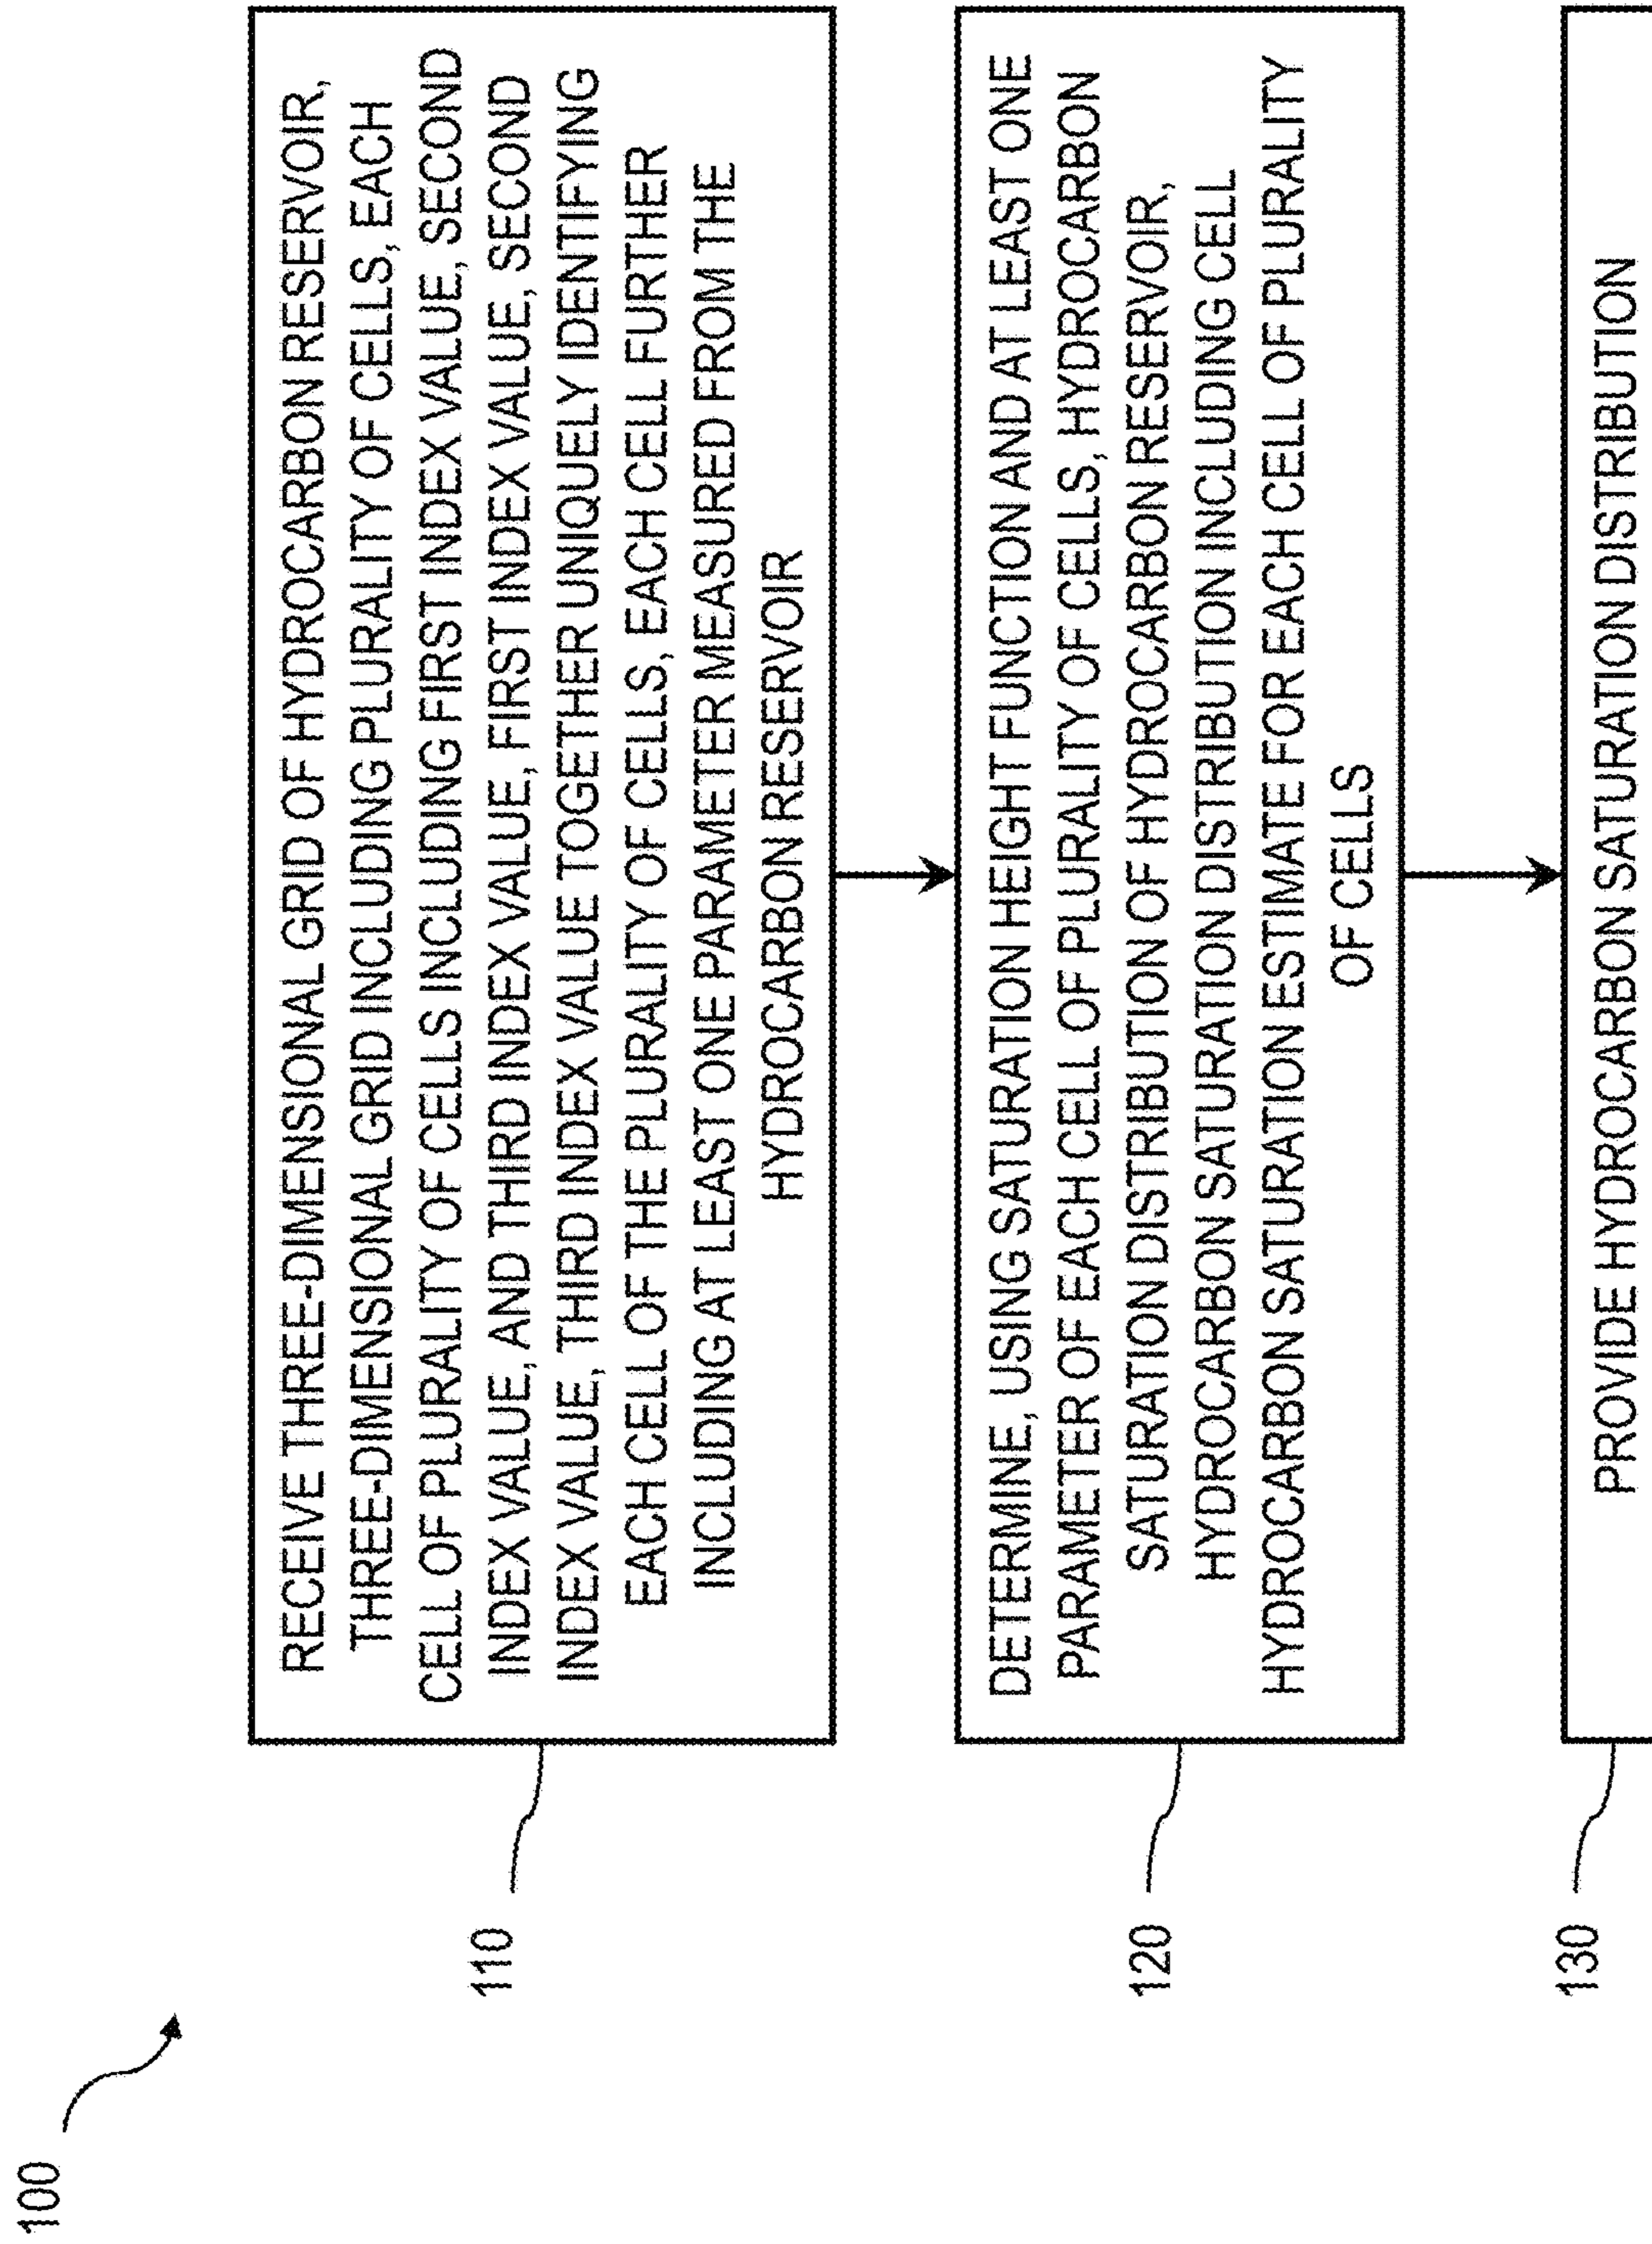 100
110
RECEIVE THREE-DIMENSIONAL GRID OF HYDROCARBON RESERVOIR,
THREE-DIMENSIONAL GRID INCLUDING PLURALITY OF CELLS, EACH
CELL OF PLURALITY OF CELLS INCLUDING FIRST INDEX VALUE, SECOND
INDEX VALUE, AND THIRD INDEX VALUE, FIRST INDEX VALUE, SECOND
INDEX VALUE, THIRD INDEX VALUE TOGETHER UNIQUELY IDENTIFYING
EACH CELL OF THE PLURALITY OF CELLS, EACH CELL FURTHER
INCLUDING AT LEAST ONE PARAMETER MEASURED FROM THE
HYDROCARBON RESERVOIR
120
DETERMINE, USING SATURATION HEIGHT FUNCTION AND AT LEAST ONE
PARAMETER OF EACH CELL OF PLURALITY OF CELLS, HYDROCARBON
SATURATION DISTRIBUTION OF HYDROCARBON RESERVOIR,
HYDROCARBON SATURATION DISTRIBUTION INCLUDING CELL
HYDROCARBON SATURATION ESTIMATE FOR EACH CELL OF PLURALITY
OF CELLS
130
PROVIDE HYDROCARBON SATURATION DISTRIBUTION